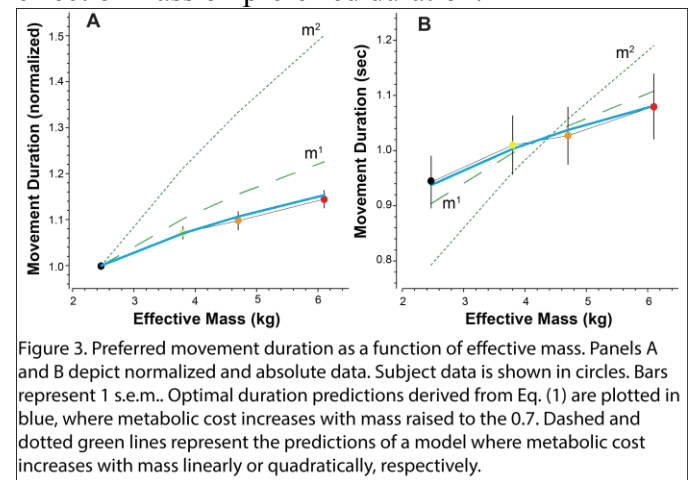 A
B
m²
m¹
m²
m¹
Movement Duration (normalized)
1.5
1.4
1.3
1.2
1.1
1.0
2 3 4 5 6
Effective Mass (kg)
Movement Duration (sec)
1.2
1.1
1.0
0.9
0.8
2 3 4 5 6
Effective Mass (kg)
Figure 3. Preferred movement duration as a function of effective mass. Panels A
and B depict normalized and absolute data. Subject data is shown in circles. Bars
represent 1 s.e.m.. Optimal duration predictions derived from Eq. (1) are plotted in
blue, where metabolic cost increases with mass raised to the 0.7. Dashed and
dotted green lines represent the predictions of a model where metabolic cost
increases with mass linearly or quadratically, respectively.